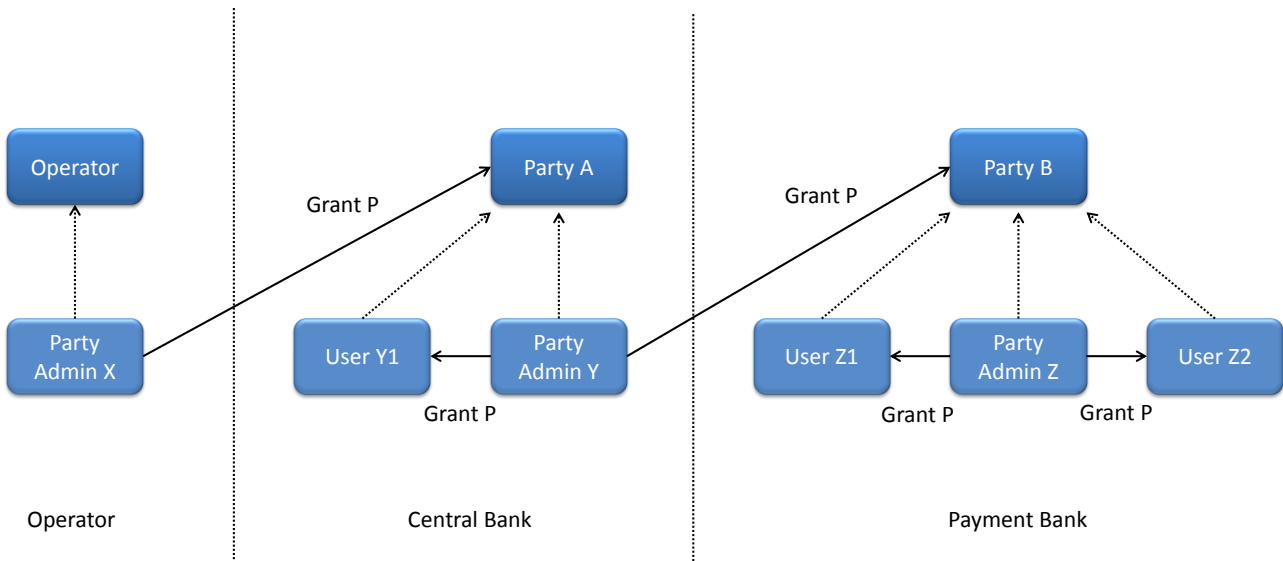 Operator
Party A
Party B
Grant P
Grant P
Party
Admin X
User Y1
Party
Admin Y
User Z1
Party
Admin Z
User Z2
Grant P
Grant P
Grant P
Operator
Central Bank
Payment Bank